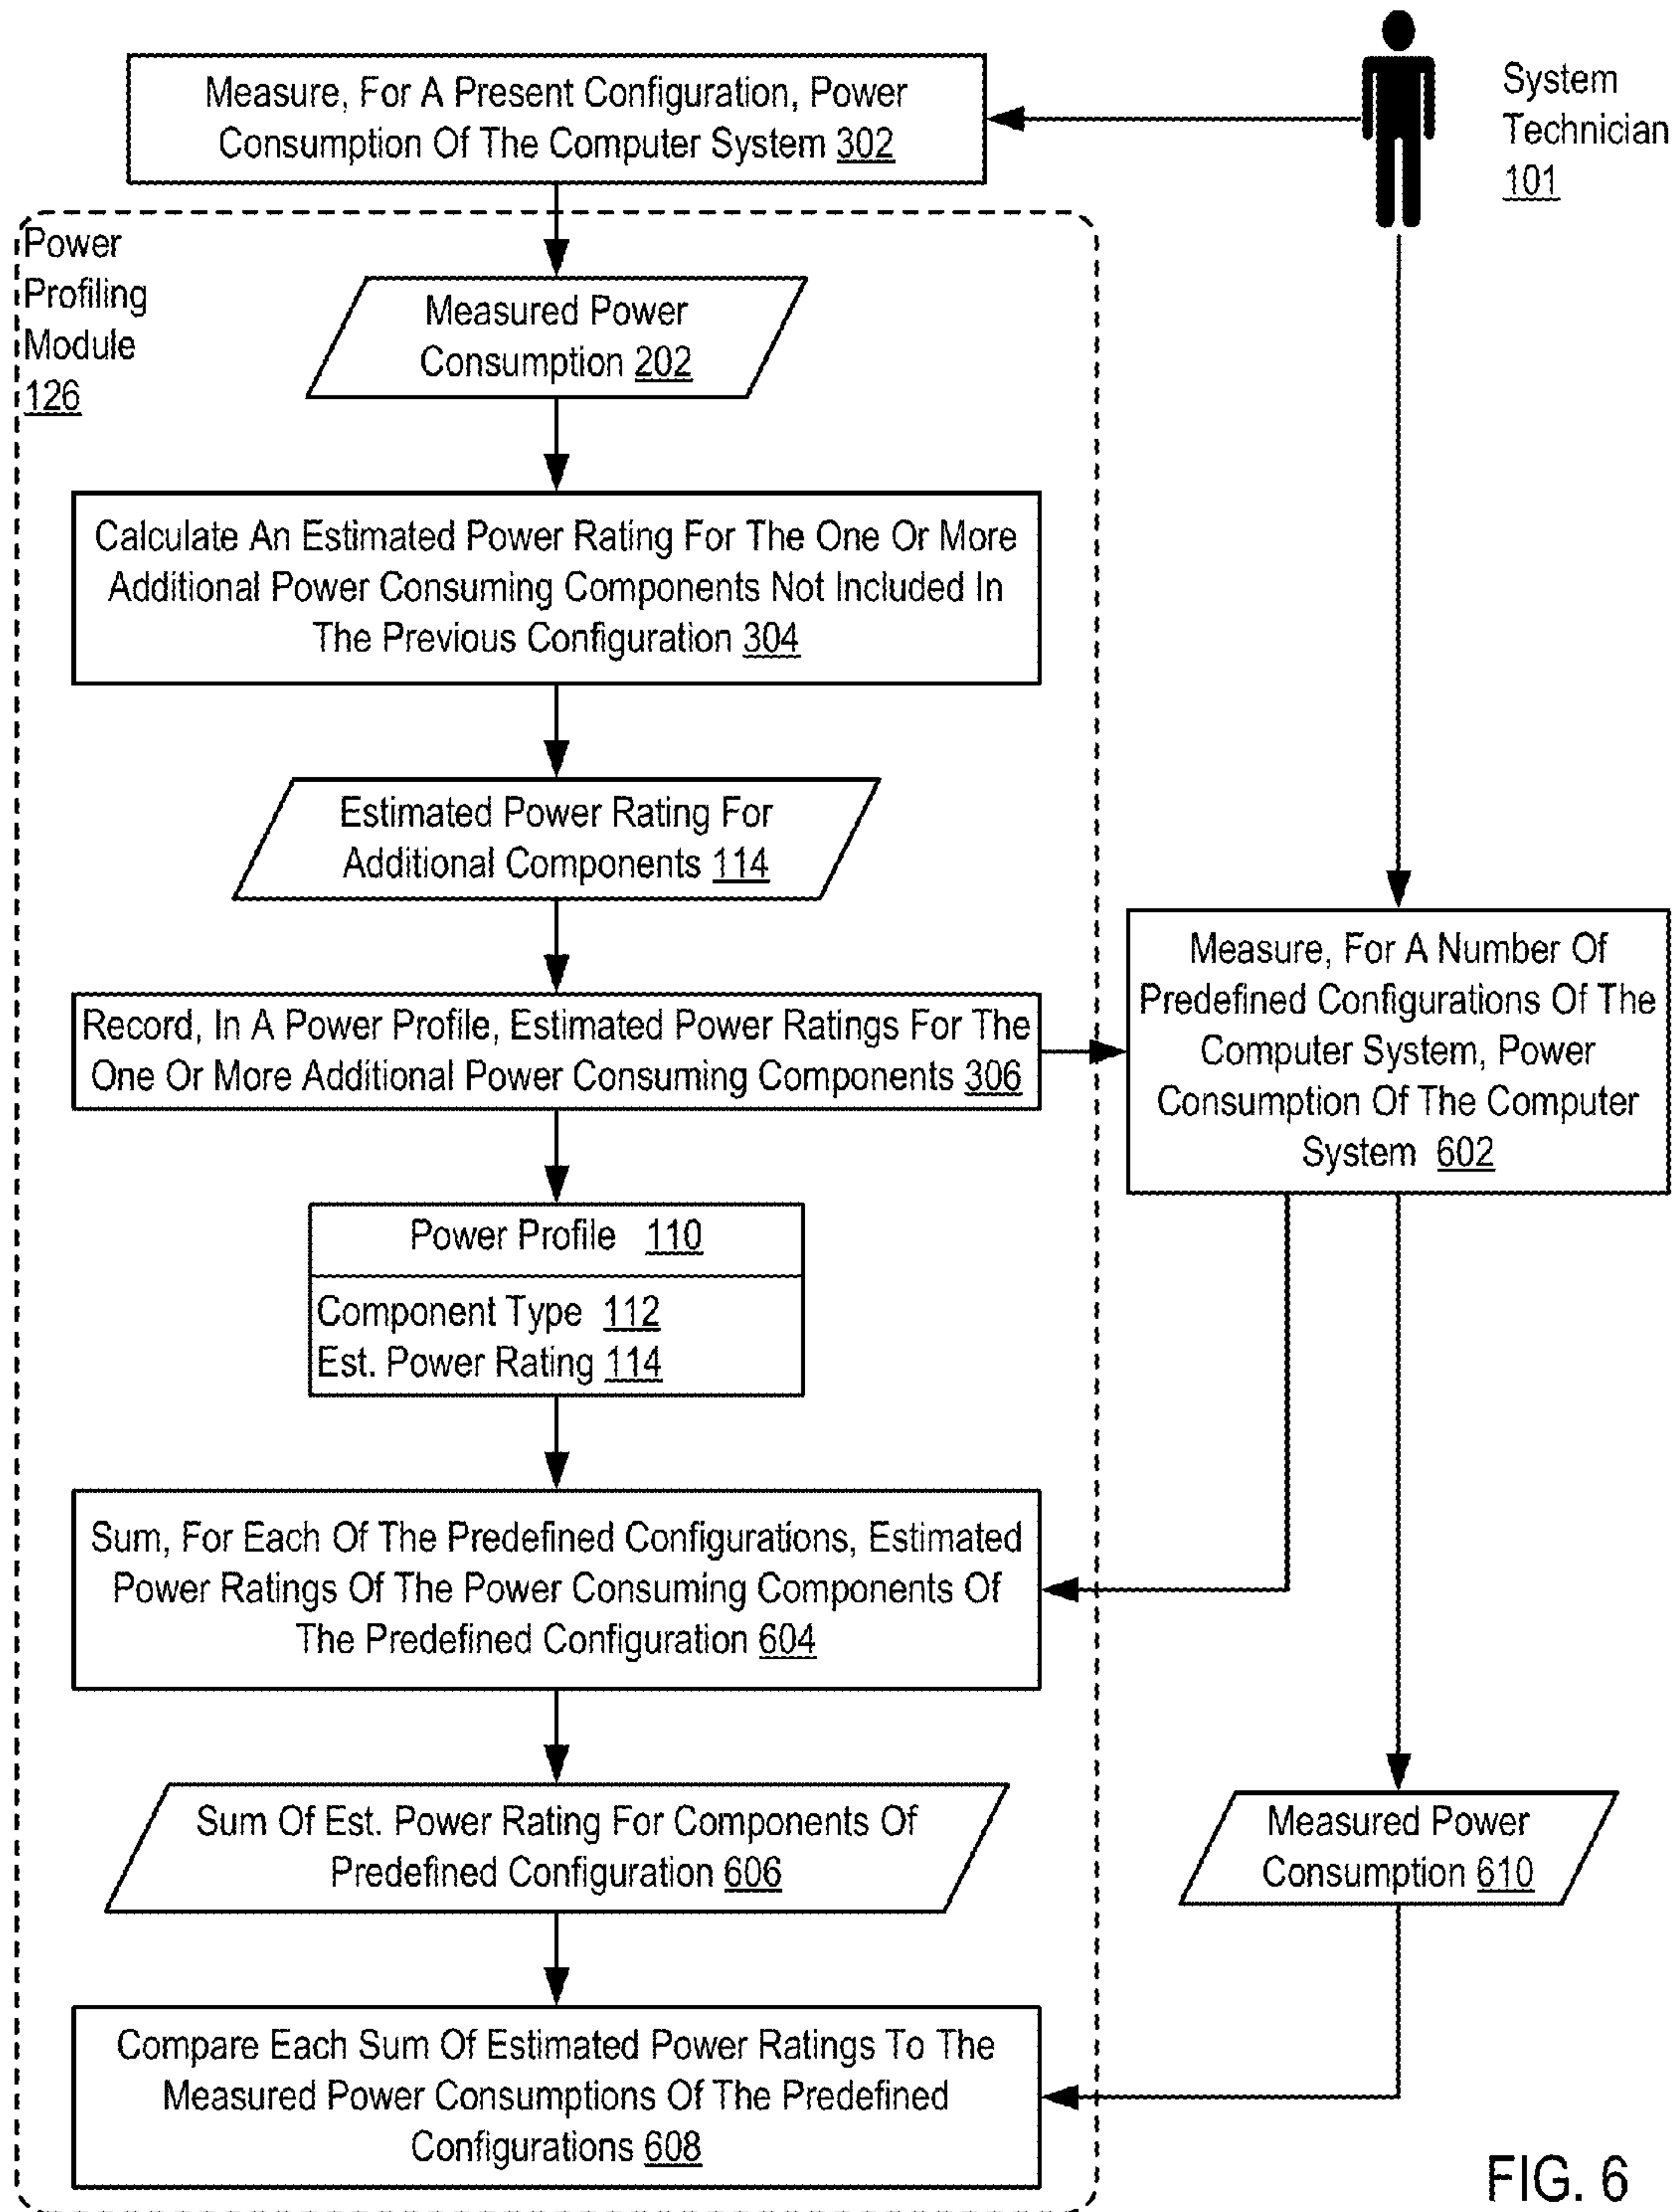 Measure, For A Present Configuration, Power
Consumption Of The Computer System 302
System
Technician
101
Power
Profiling
Module
126
Measured Power
Consumption 202
Calculate An Estimated Power Rating For The One Or More
Additional Power Consuming Components Not Included In
The Previous Configuration 304
Estimated Power Rating For
Additional Components 114
Record, In A Power Profile, Estimated Power Ratings For The
One Or More Additional Power Consuming Components 306
Measure, For A Number Of
Predefined Configurations Of The
Computer System, Power
Consumption Of The Computer
System 602
Power Profile 110
Component Type 112
Est. Power Rating 114
Sum, For Each Of The Predefined Configurations, Estimated
Power Ratings Of The Power Consuming Components Of
The Predefined Configuration 604
Sum Of Est. Power Rating For Components Of
Predefined Configuration 606
Measured Power
Consumption 610
Compare Each Sum Of Estimated Power Ratings To The
Measured Power Consumptions Of The Predefined
Configurations 608
FIG. 6